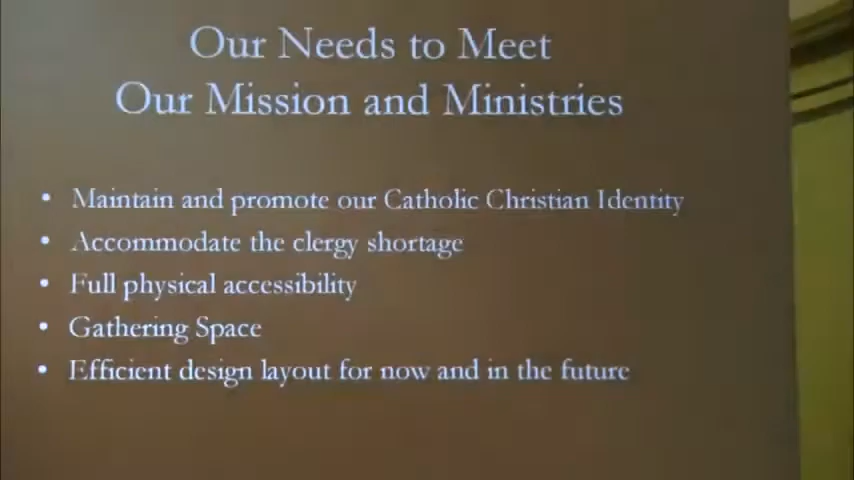 Our Needs to Meet
Our Mission and Ministries
• Maintain and promote our Catholic Christian Identity
• Accommodate the clergy shortage
• Full physical accessibility
• Gathering Space
• Efficient design layout for now and in the future